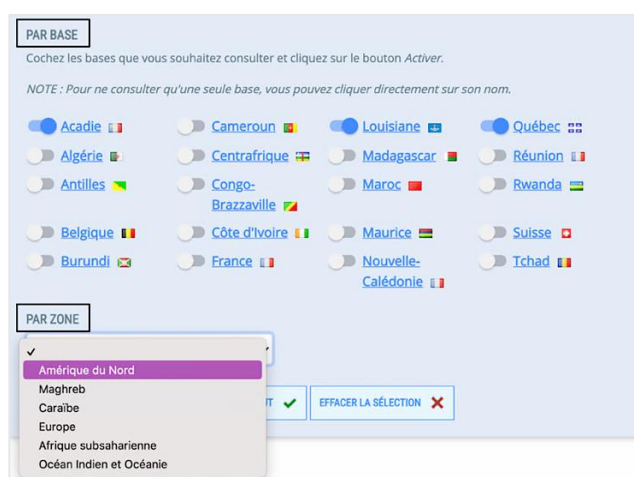 PAR BASE
Cochez les bases que vous souhaitez consulter et cliquez sur le bouton Activer.
NOTE : Pour ne consulter qu'une seule base, vous pouvez cliquer directement sur son nom.
Acadie Cameroun Louisiane Québec
Algérie Centrafrique Madagascar Réunion
Antilles Congo- Maroc Rwanda
Brazzaville
Belgique Côte d'Ivoire Maurice Suisse
Burundi France Nouvelle- Tchad
Calédonie
PAR ZONE
Amérique du Nord
Maghreb
Caraïbe
EFFACER LA SÉLECTION
Europe
Afrique subsaharienne
Océan Indien et Océanie